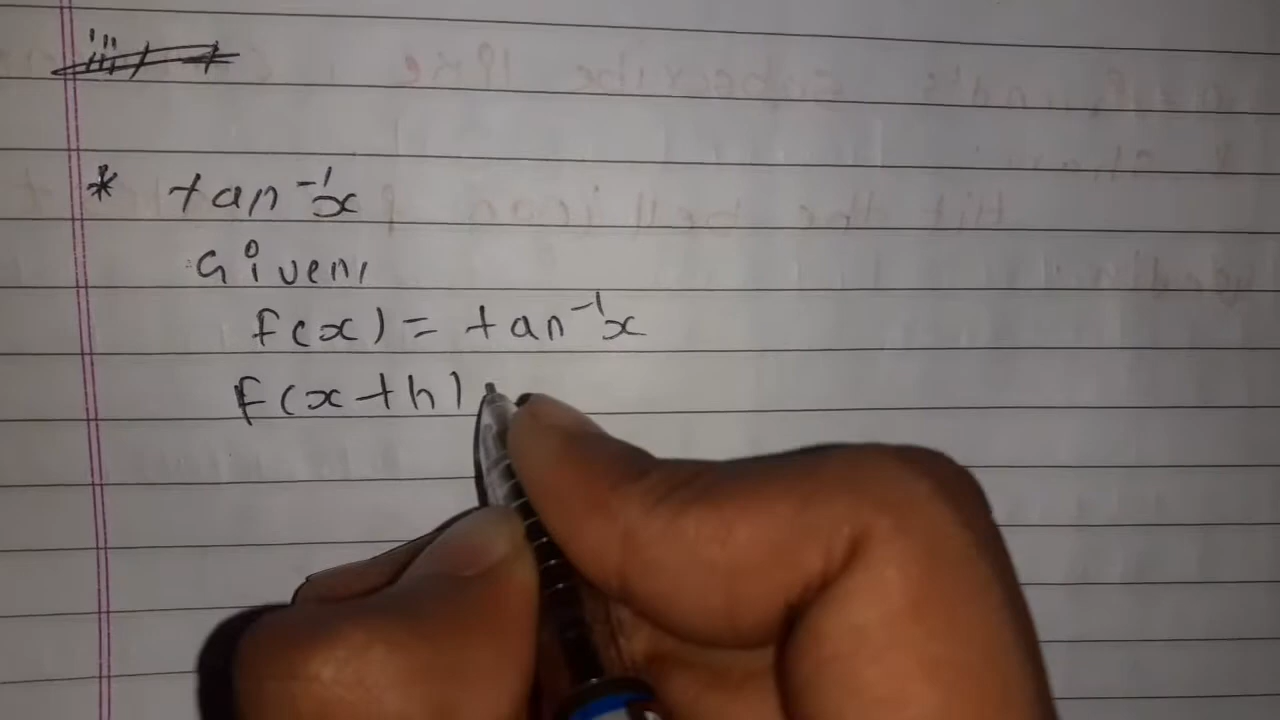 * tan⁻¹x
Given,
f(x) = tan⁻¹x
f(x+h)